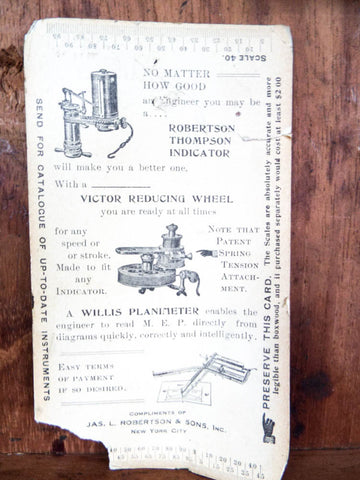 SCALE 40.
NO MATTER
HOW GOOD
an Engineer you may be
a....
ROBERTSON
THOMPSON
INDICATOR
will make you a better one.
With a
VICTOR REDUCING WHEEL
you are ready at all times
for any
speed or
or stroke.
Made to fit
any
INDICATOR.
NOTE THAT
PATENT
SPRING
TENSION
ATTACH-
MENT.
A WILLIS PLANIMETER enables the
engineer to read M. E. P. directly from
diagrams quickly, correctly and intelligently.
EASY TERMS
OF PAYMENT
IF SO DESIRED.
COMPLIMENTS OF
JAS. L. ROBERTSON & SONS, INC.
NEW YORK CITY
SEND FOR CATALOGUE OF UP-TO-DATE INSTRUMENTS
PRESERVE THIS CARD. The Scales are absolutely accurate and more
legible than boxwood, and if purchased separately would cost at least $2.00